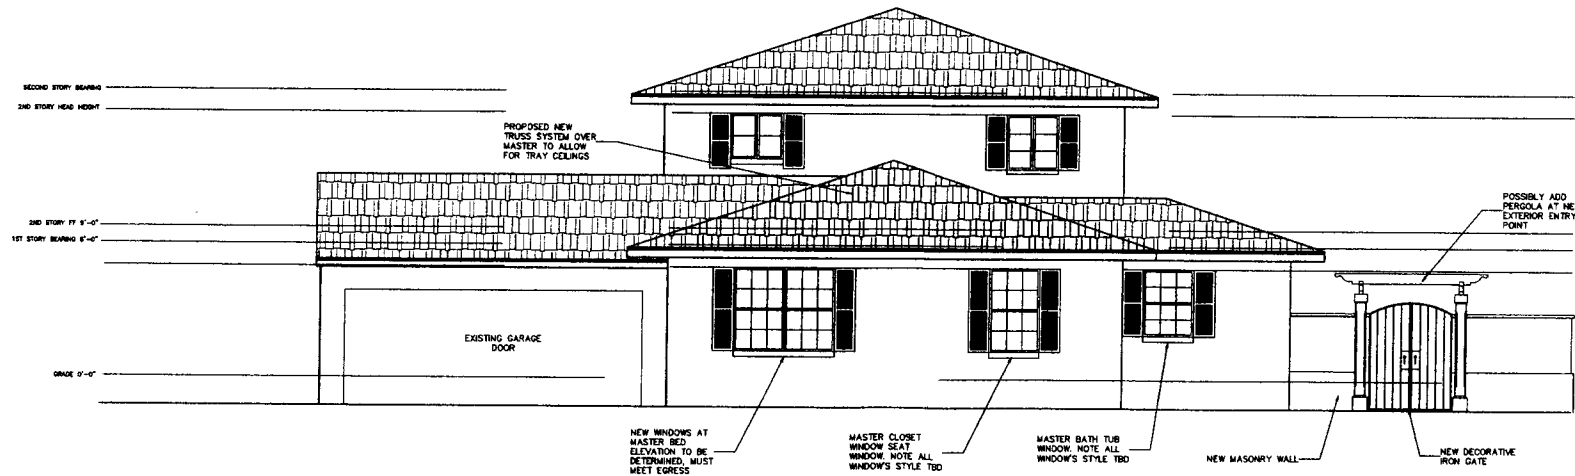 SECOND STORY BEARING
2ND STORY HEAD HEIGHT
PROPOSED NEW
TRUSS SYSTEM OVER
MASTER TO ALLOW
FOR TRAY CEILINGS
2ND STORY FF 9'-0"
1ST STORY BEARING 8'-0"
POSSIBLY ADD
PERGOLA AT NE
EXTERIOR ENTRY
POINT
EXISTING GARAGE
DOOR
GRADE 0'-0"
NEW WINDOWS AT
MASTER BED
ELEVATION TO BE
DETERMINED, MUST
MEET EGRESS
MASTER CLOSET
WINDOW SEAT
WINDOW. NOTE ALL
WINDOW'S STYLE TBD
MASTER BATH TUB
WINDOW. NOTE ALL
WINDOW'S STYLE TBD
NEW MASONRY WALL
NEW DECORATIVE
IRON GATE